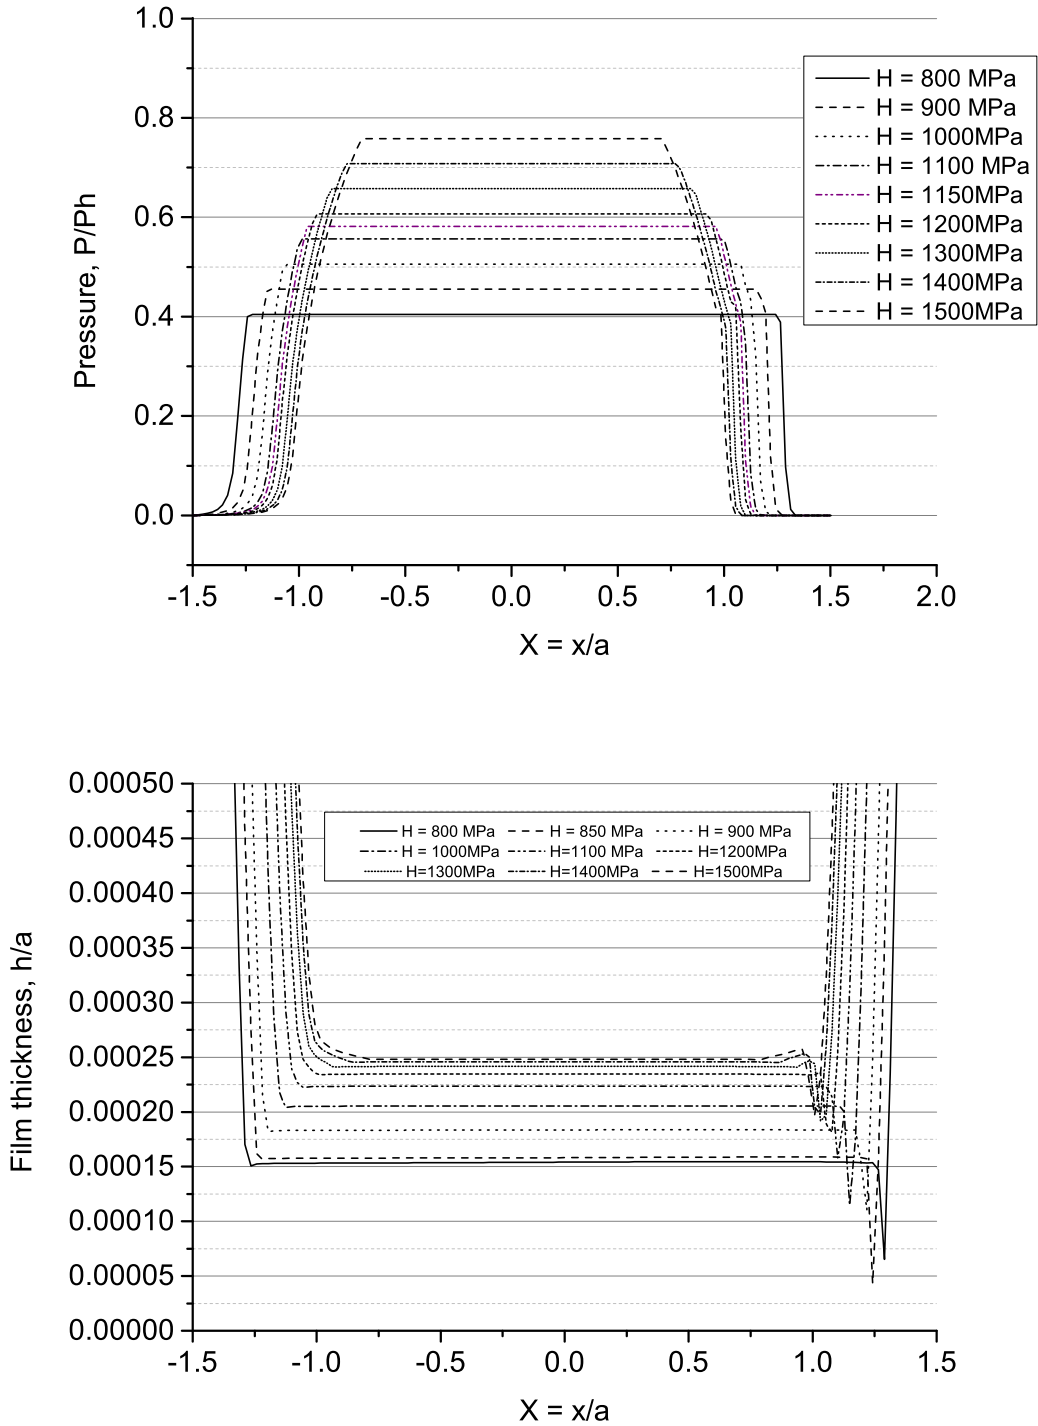 1.0
0.8
0.6
0.4
0.2
0.0
Pressure, P/Ph
H = 800 MPa
H = 900 MPa
H = 1000MPa
H = 1100 MPa
H = 1150MPa
H = 1200MPa
H = 1300MPa
H = 1400MPa
H = 1500MPa
-1.5 -1.0 -0.5 0.0 0.5 1.0 1.5 2.0
X = x/a
0.00050
0.00045
0.00040
0.00035
0.00030
0.00025
0.00020
0.00015
0.00010
0.00005
0.00000
Film thickness, h/a
H = 800 MPa H = 850 MPa H = 900 MPa
H = 1000MPa H=1100 MPa H=1200MPa
H=1300MPa H=1400MPa H=1500MPa
-1.5 -1.0 -0.5 0.0 0.5 1.0 1.5
X = x/a